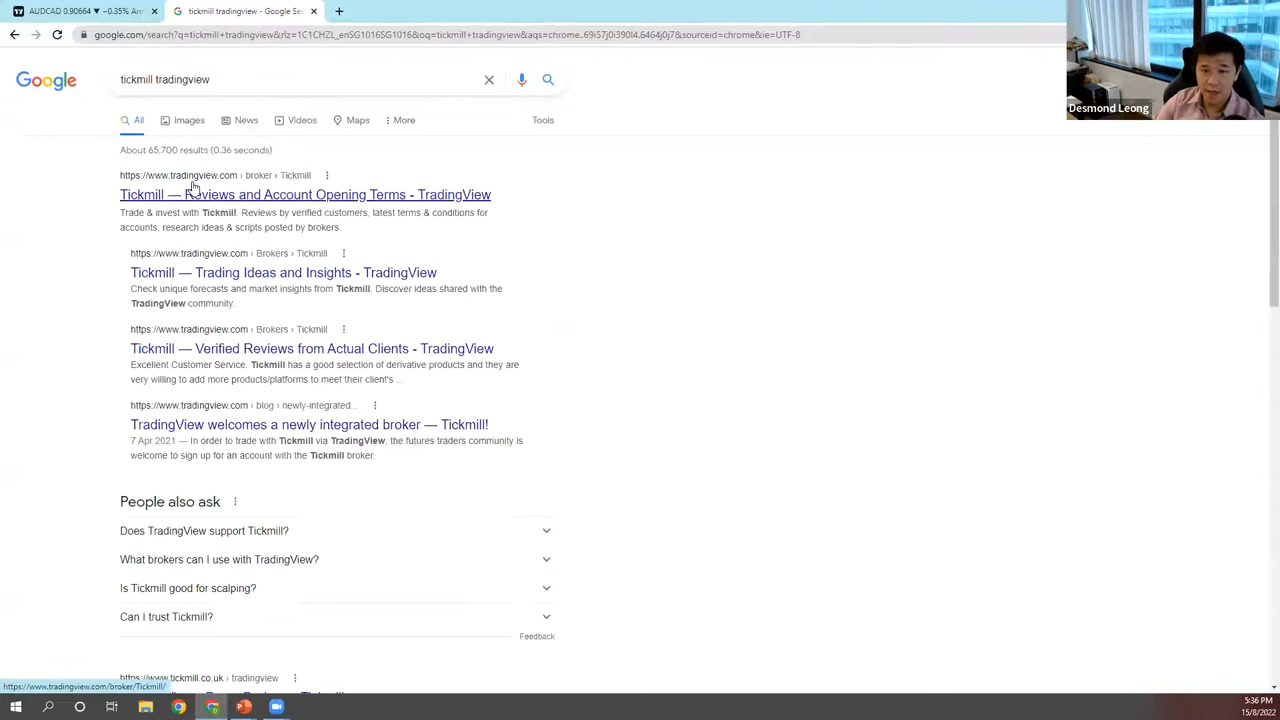 AUDCAD 0.90664 ▼ −0.35%
tickmill tradingview - Google Sea
google.com/search?q=tickmill+tradingview&rlz=1C1CHZL_enSG1016SG1016&oq=tickmill+tradingview&aqs=chrome..69i57j0i390l4.6464j0j7&sourceid=chrome&ie=UTF-8
Desmond Leong
Google
tickmill tradingview
All
Images
News
Videos
Maps
More
Tools
About 65,700 results (0.36 seconds)
https://www.tradingview.com › broker › Tickmill
Tickmill — Reviews and Account Opening Terms - TradingView
Trade & invest with Tickmill. Reviews by verified customers, latest terms & conditions for
accounts, research ideas & scripts posted by brokers.
https://www.tradingview.com › Brokers › Tickmill
Tickmill — Trading Ideas and Insights - TradingView
Check unique forecasts and market insights from Tickmill. Discover ideas shared with the
TradingView community.
https://www.tradingview.com › Brokers › Tickmill
Tickmill — Verified Reviews from Actual Clients - TradingView
Excellent Customer Service. Tickmill has a good selection of derivative products and they are
very willing to add more products/platforms to meet their client's ...
https://www.tradingview.com › blog › newly-integrated...
TradingView welcomes a newly integrated broker — Tickmill!
7 Apr 2021 — In order to trade with Tickmill via TradingView, the futures traders community is
welcome to sign up for an account with the Tickmill broker.
People also ask
Does TradingView support Tickmill?
What brokers can I use with TradingView?
Is Tickmill good for scalping?
Can I trust Tickmill?
Feedback
https://www.tickmill.co.uk › tradingview
https://www.tradingview.com/broker/Tickmill/
5:36 PM
15/8/2022